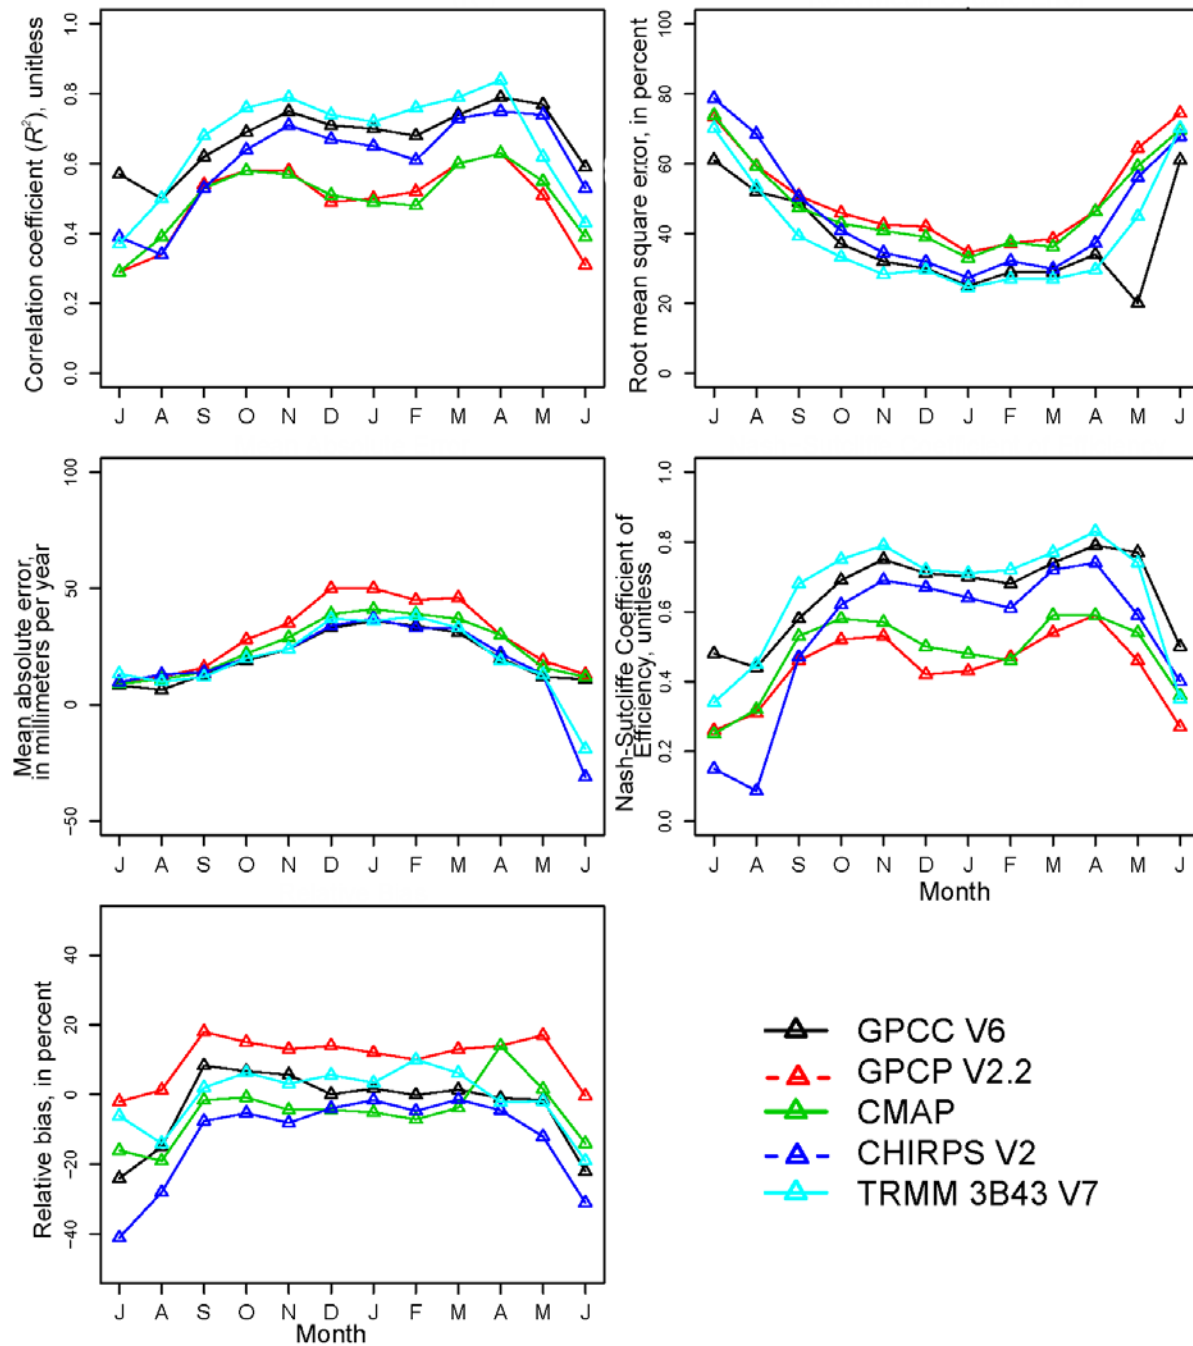 Correlation coefficient (R²), unitless
1.0
0.8
0.6
0.4
0.2
0.0
J A S O N D J F M A M J
Root mean square error, in percent
100
80
60
40
20
0
J A S O N D J F M A M J
Mean absolute error,
in millimeters per year
100
50
0
−50
J A S O N D J F M A M J
Nash-Sutcliffe Coefficient of
Efficiency, unitless
1.0
0.8
0.6
0.4
0.2
0.0
J A S O N D J F M A M J
Month
Relative bias, in percent
40
20
0
−20
−40
J A S O N D J F M A M J
Month
GPCC V6
GPCP V2.2
CMAP
CHIRPS V2
TRMM 3B43 V7